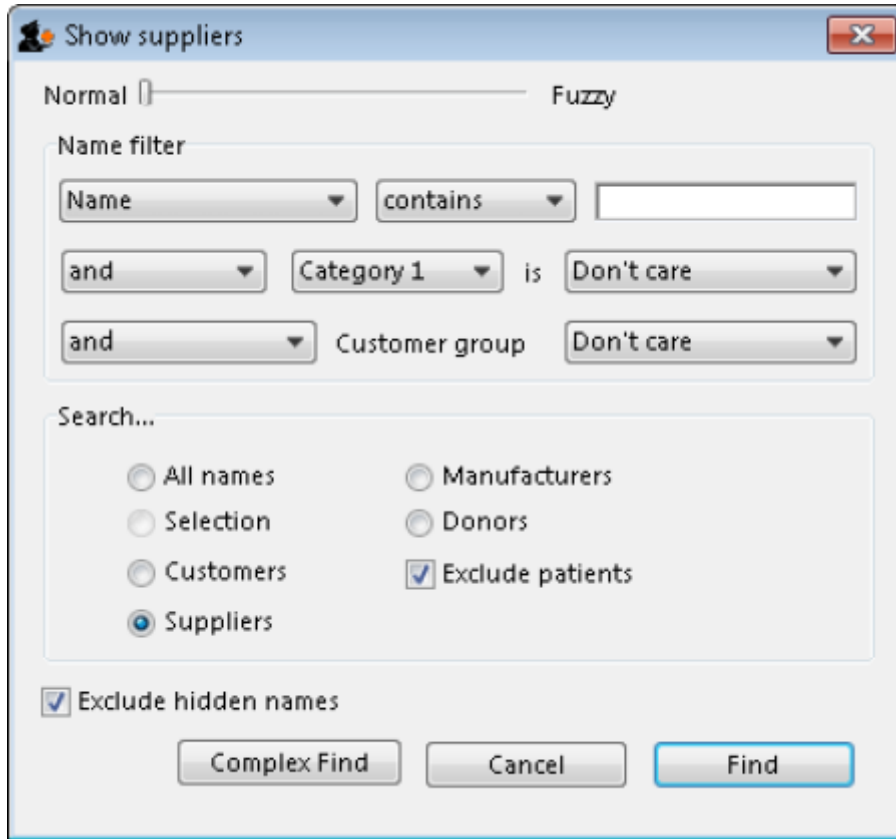 Show suppliers
Normal Fuzzy
Name filter
Name contains
and Category 1 is Don't care
and Customer group Don't care
Search...
All names Manufacturers
Selection Donors
Customers Exclude patients
Suppliers
Exclude hidden names
Complex Find Cancel Find